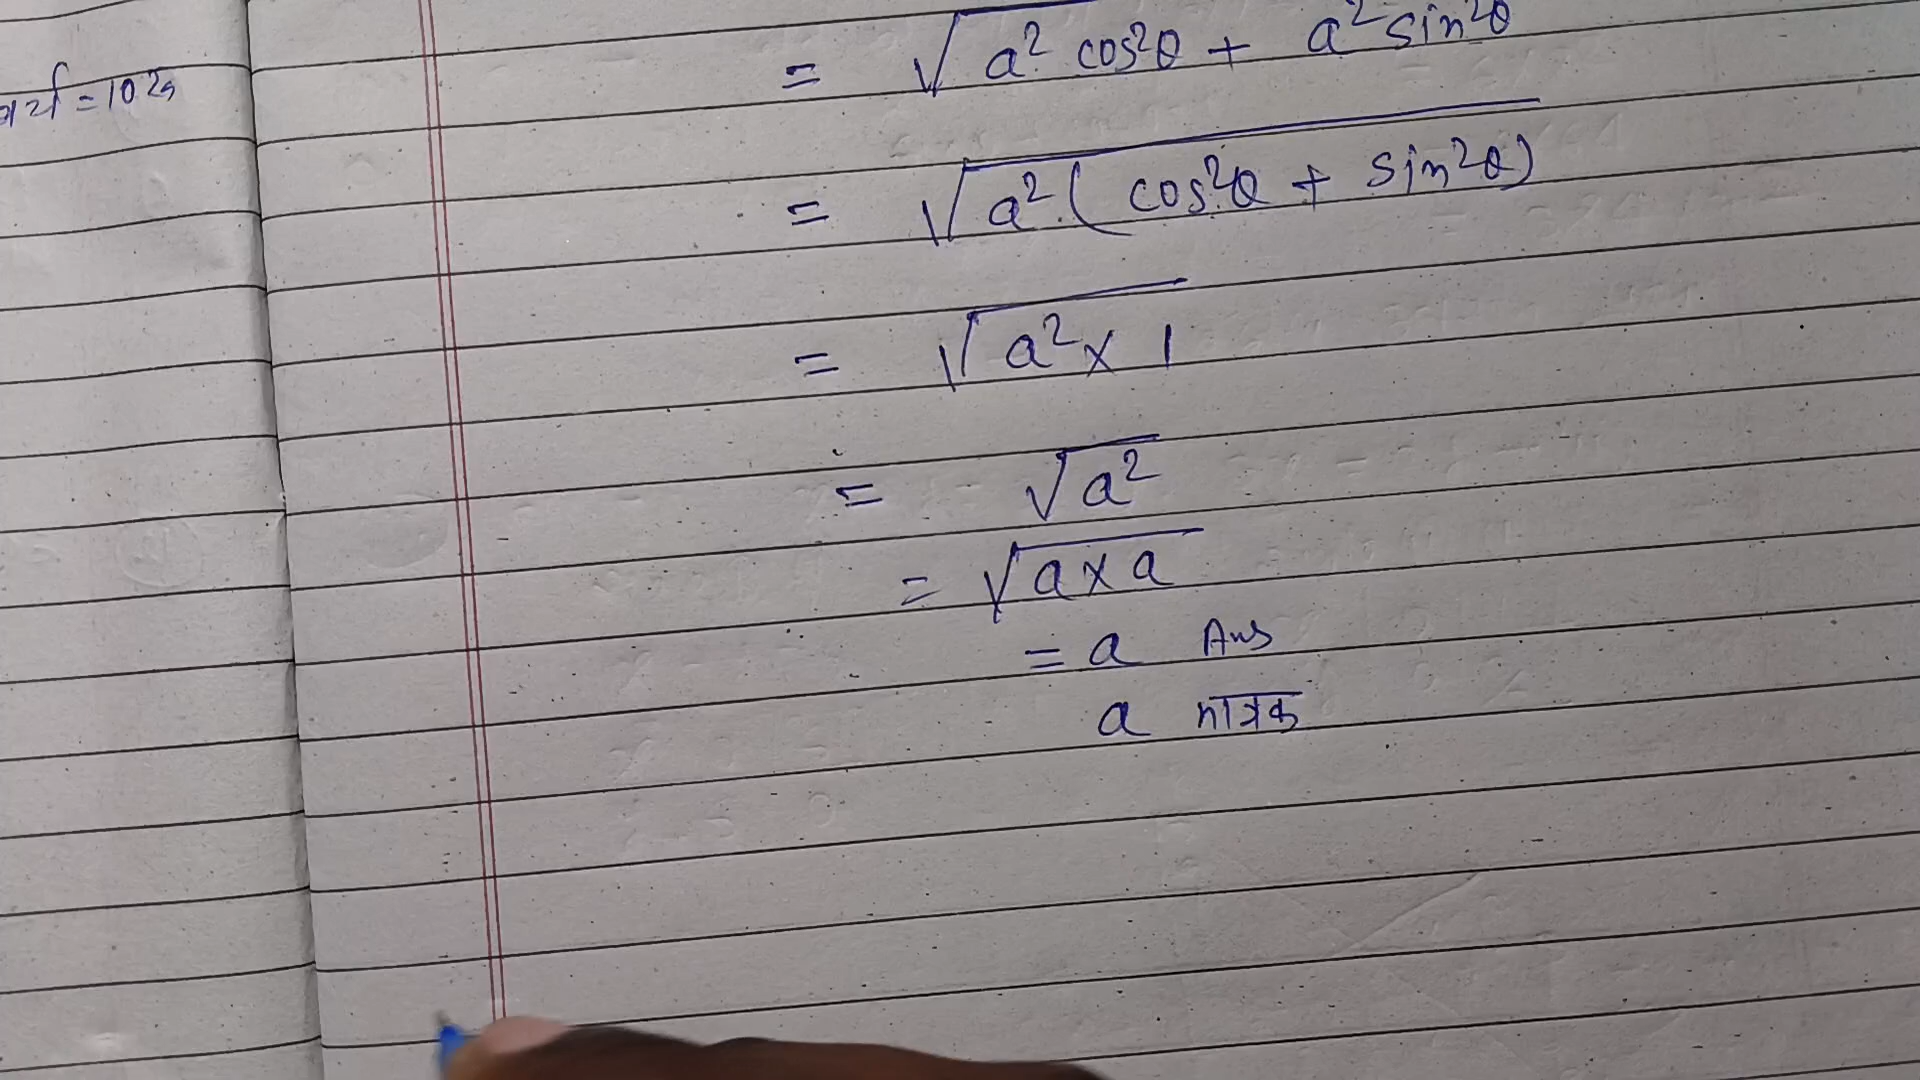 = √a² cos²θ + a² sin²θ
= √a² ( cos²θ + sin²θ)
= √a² x 1
= √a²
= √a x a
= a Ans
a मात्रक